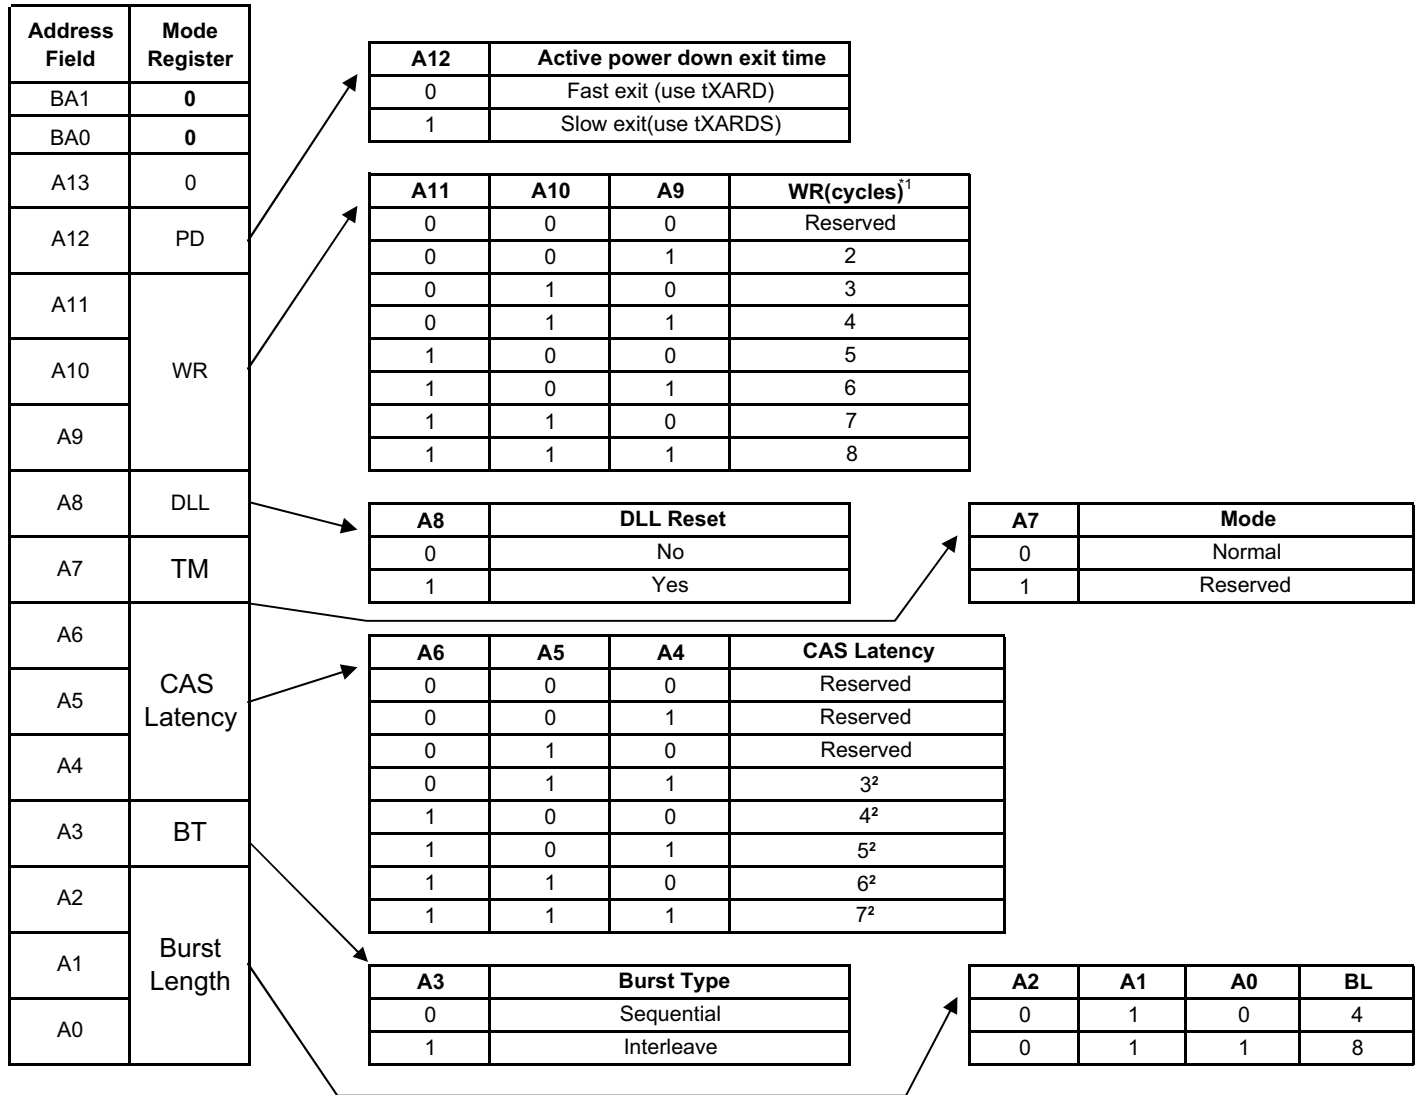 Address Field Mode Register
BA1 0
BA0 0
A13 0
A12 PD
A11
A10 WR
A9
A8 DLL
A7 TM
A6
A5 CAS Latency
A4
A3 BT
A2
A1 Burst Length
A0
A12 Active power down exit time
0 Fast exit (use tXARD)
1 Slow exit(use tXARDS)
A11 A10 A9 WR(cycles)*1
0 0 0 Reserved
0 0 1 2
0 1 0 3
0 1 1 4
1 0 0 5
1 0 1 6
1 1 0 7
1 1 1 8
A8 DLL Reset
0 No
1 Yes
A7 Mode
0 Normal
1 Reserved
A6 A5 A4 CAS Latency
0 0 0 Reserved
0 0 1 Reserved
0 1 0 Reserved
0 1 1 3²
1 0 0 4²
1 0 1 5²
1 1 0 6²
1 1 1 7²
A3 Burst Type
0 Sequential
1 Interleave
A2 A1 A0 BL
0 1 0 4
0 1 1 8